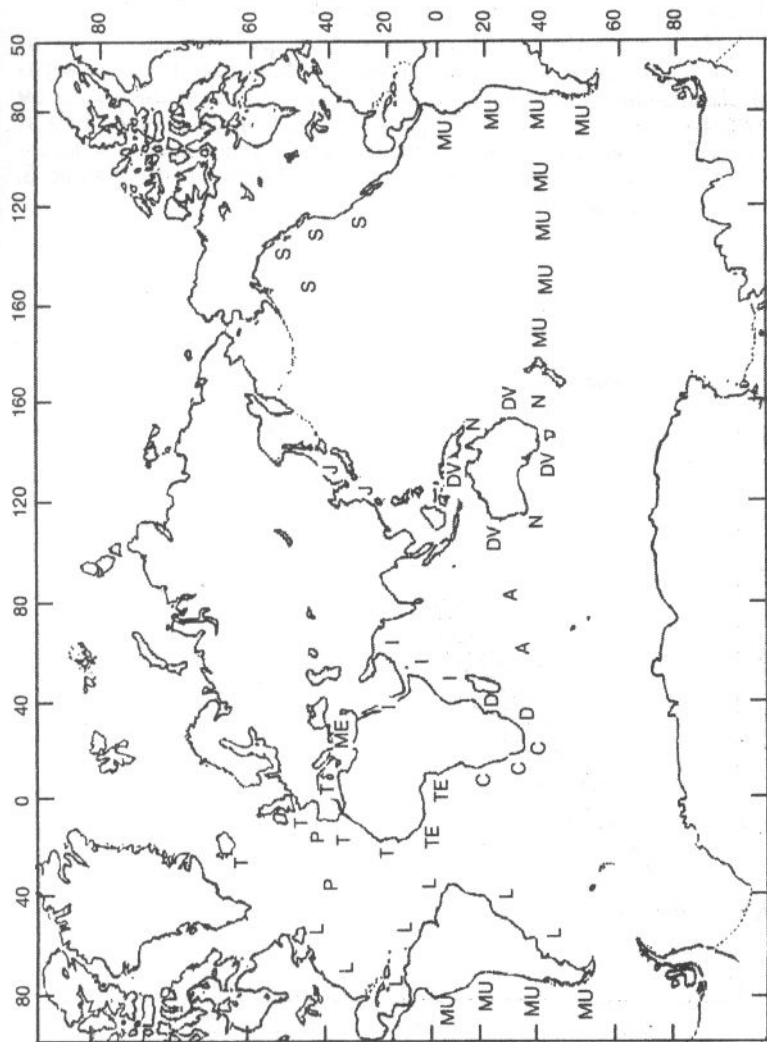 80 40 0 40 80 120 160 160 120 80 50
80
60
T
S
T
40
S
L P S
T P J
ME T
L
20 S
J
T I I
L
L
I
TE L
0
TE
MU MU
I DV
N
20 MU C MU
D DV
L A DV
C A D
40 MU C N N MU MU MU MU MU
L DV
MU MU
80